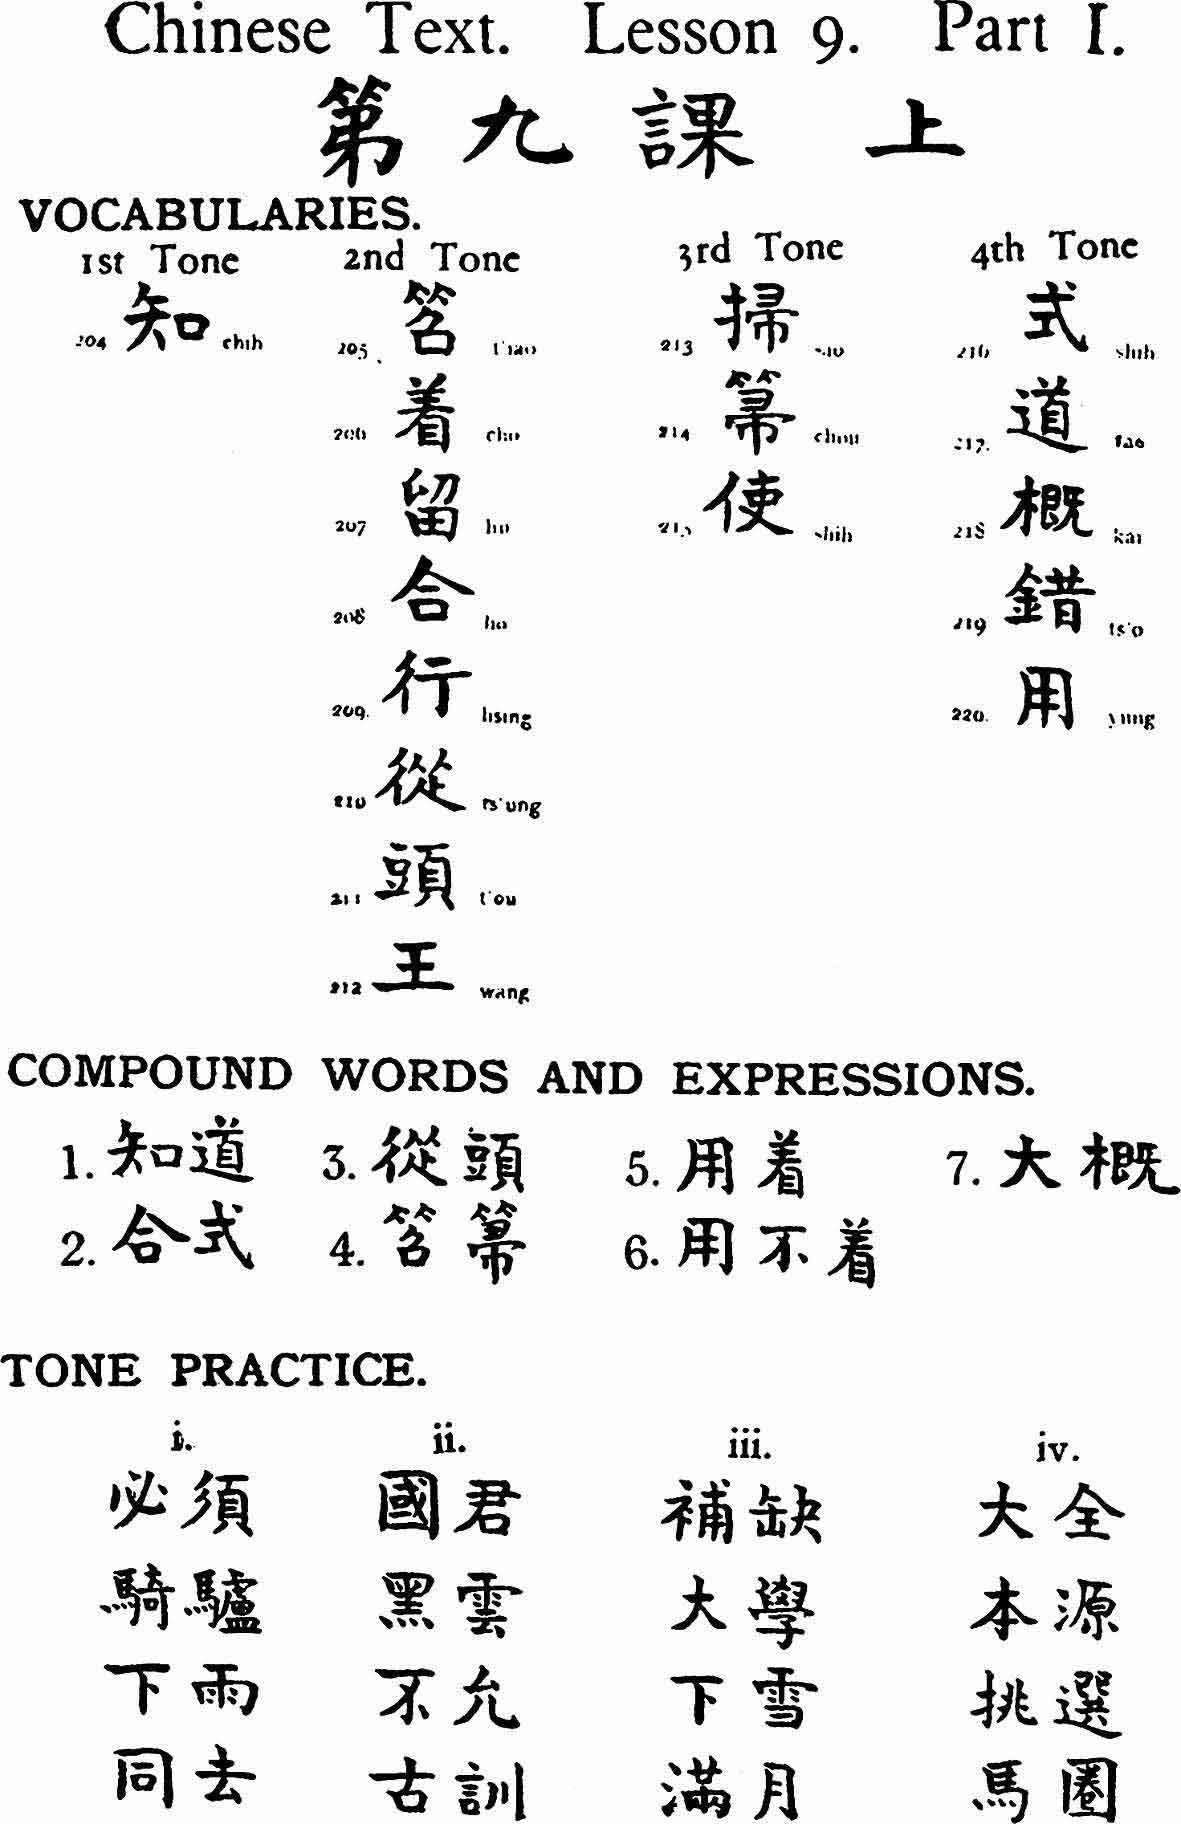 Chinese Text. Lesson 9. Part I.
第九課 上
VOCABULARIES.
1st Tone 2nd Tone 3rd Tone 4th Tone
204 知 chih 205 笤 t'iao 213 掃 sao 216 式 shih
206 着 cho 214 箒 chou 217. 道 tao
207 留 215 使 shih 218 概 kai
208 合 ho 219 錯 ts'o
209. 行 hsing 220. 用 yung
210 從 ts'ung
211 頭 t'ou
212 王 wang
COMPOUND WORDS AND EXPRESSIONS.
1. 知道 3. 從頭 5. 用着 7. 大概
2. 合式 4. 笤箒 6. 用不着
TONE PRACTICE.
i. ii. iii. iv.
必須 國君 補缺 大全
騎驢 黑雲 大學 本源
下雨 不允 下雪 挑選
同去 古訓 滿月 馬圈